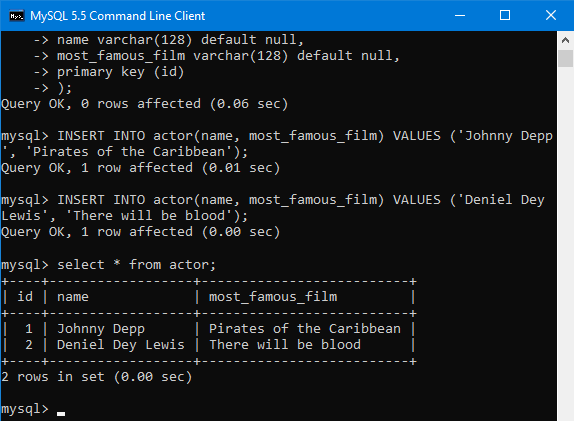 MySQL 5.5 Command Line Client
    -> name varchar(128) default null,
    -> most_famous_film varchar(128) default null,
    -> primary key (id)
    -> );
Query OK, 0 rows affected (0.06 sec)

mysql> INSERT INTO actor(name, most_famous_film) VALUES ('Johnny Depp
', 'Pirates of the Caribbean');
Query OK, 1 row affected (0.01 sec)

mysql> INSERT INTO actor(name, most_famous_film) VALUES ('Deniel Dey
Lewis', 'There will be blood');
Query OK, 1 row affected (0.00 sec)

mysql> select * from actor;
+----+------------------+--------------------------+
| id | name             | most_famous_film         |
+----+------------------+--------------------------+
|  1 | Johnny Depp      | Pirates of the Caribbean |
|  2 | Deniel Dey Lewis | There will be blood      |
+----+------------------+--------------------------+
2 rows in set (0.00 sec)

mysql> _